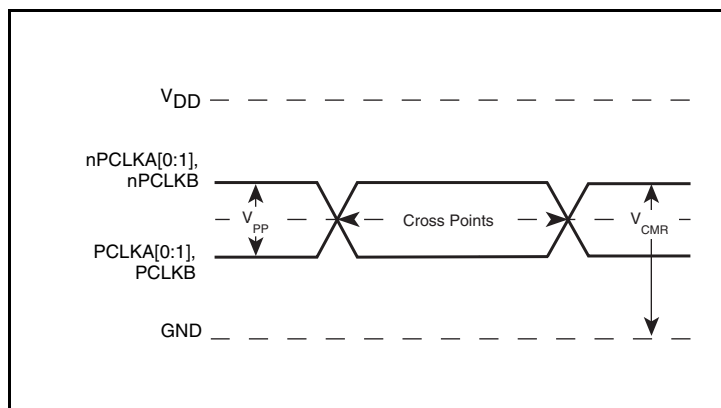 VDD
nPCLKA[0:1],
nPCLKB
VPP
Cross Points
VCMR
PCLKA[0:1],
PCLKB
GND